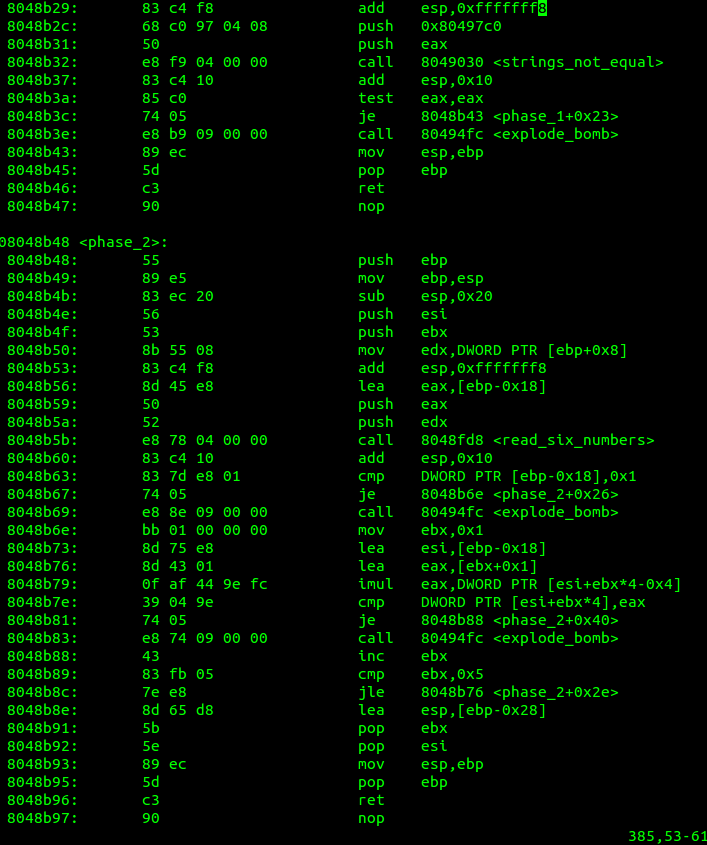 8048b29: 83 c4 f8 add esp,0xfffffff8
8048b2c: 68 c0 97 04 08 push 0x80497c0
8048b31: 50 push eax
8048b32: e8 f9 04 00 00 call 8049030 <strings_not_equal>
8048b37: 83 c4 10 add esp,0x10
8048b3a: 85 c0 test eax,eax
8048b3c: 74 05 je 8048b43 <phase_1+0x23>
8048b3e: e8 b9 09 00 00 call 80494fc <explode_bomb>
8048b43: 89 ec mov esp,ebp
8048b45: 5d pop ebp
8048b46: c3 ret
8048b47: 90 nop
08048b48 <phase_2>:
8048b48: 55 push ebp
8048b49: 89 e5 mov ebp,esp
8048b4b: 83 ec 20 sub esp,0x20
8048b4e: 56 push esi
8048b4f: 53 push ebx
8048b50: 8b 55 08 mov edx,DWORD PTR [ebp+0x8]
8048b53: 83 c4 f8 add esp,0xfffffff8
8048b56: 8d 45 e8 lea eax,[ebp-0x18]
8048b59: 50 push eax
8048b5a: 52 push edx
8048b5b: e8 78 04 00 00 call 8048fd8 <read_six_numbers>
8048b60: 83 c4 10 add esp,0x10
8048b63: 83 7d e8 01 cmp DWORD PTR [ebp-0x18],0x1
8048b67: 74 05 je 8048b6e <phase_2+0x26>
8048b69: e8 8e 09 00 00 call 80494fc <explode_bomb>
8048b6e: bb 01 00 00 00 mov ebx,0x1
8048b73: 8d 75 e8 lea esi,[ebp-0x18]
8048b76: 8d 43 01 lea eax,[ebx+0x1]
8048b79: 0f af 44 9e fc imul eax,DWORD PTR [esi+ebx*4-0x4]
8048b7e: 39 04 9e cmp DWORD PTR [esi+ebx*4],eax
8048b81: 74 05 je 8048b88 <phase_2+0x40>
8048b83: e8 74 09 00 00 call 80494fc <explode_bomb>
8048b88: 43 inc ebx
8048b89: 83 fb 05 cmp ebx,0x5
8048b8c: 7e e8 jle 8048b76 <phase_2+0x2e>
8048b8e: 8d 65 d8 lea esp,[ebp-0x28]
8048b91: 5b pop ebx
8048b92: 5e pop esi
8048b93: 89 ec mov esp,ebp
8048b95: 5d pop ebp
8048b96: c3 ret
8048b97: 90 nop
385,53-61